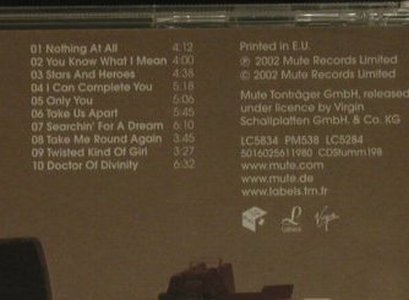 01 Nothing At All 4:12
02 You Know What I Mean 4:00
03 Stars And Heroes 4:38
04 I Can Complete You 5:18
05 Only You 5:06
06 Take Us Apart 5:45
07 Searchin' For A Dream 6:10
08 Take Me Round Again 3:45
09 Twisted Kind Of Girl 3:27
10 Doctor Of Divinity 6:32
Printed in E.U.
℗ 2002 Mute Records Limited
© 2002 Mute Records Limited
Mute Tonträger GmbH, released
under licence by Virgin
Schallplatten GmbH. & Co. KG
LC5834 PM538 LC5284
5016025611980 CDStumm198
www.mute.com
www.mute.de
www.labels.tm.fr
labels
Virgin